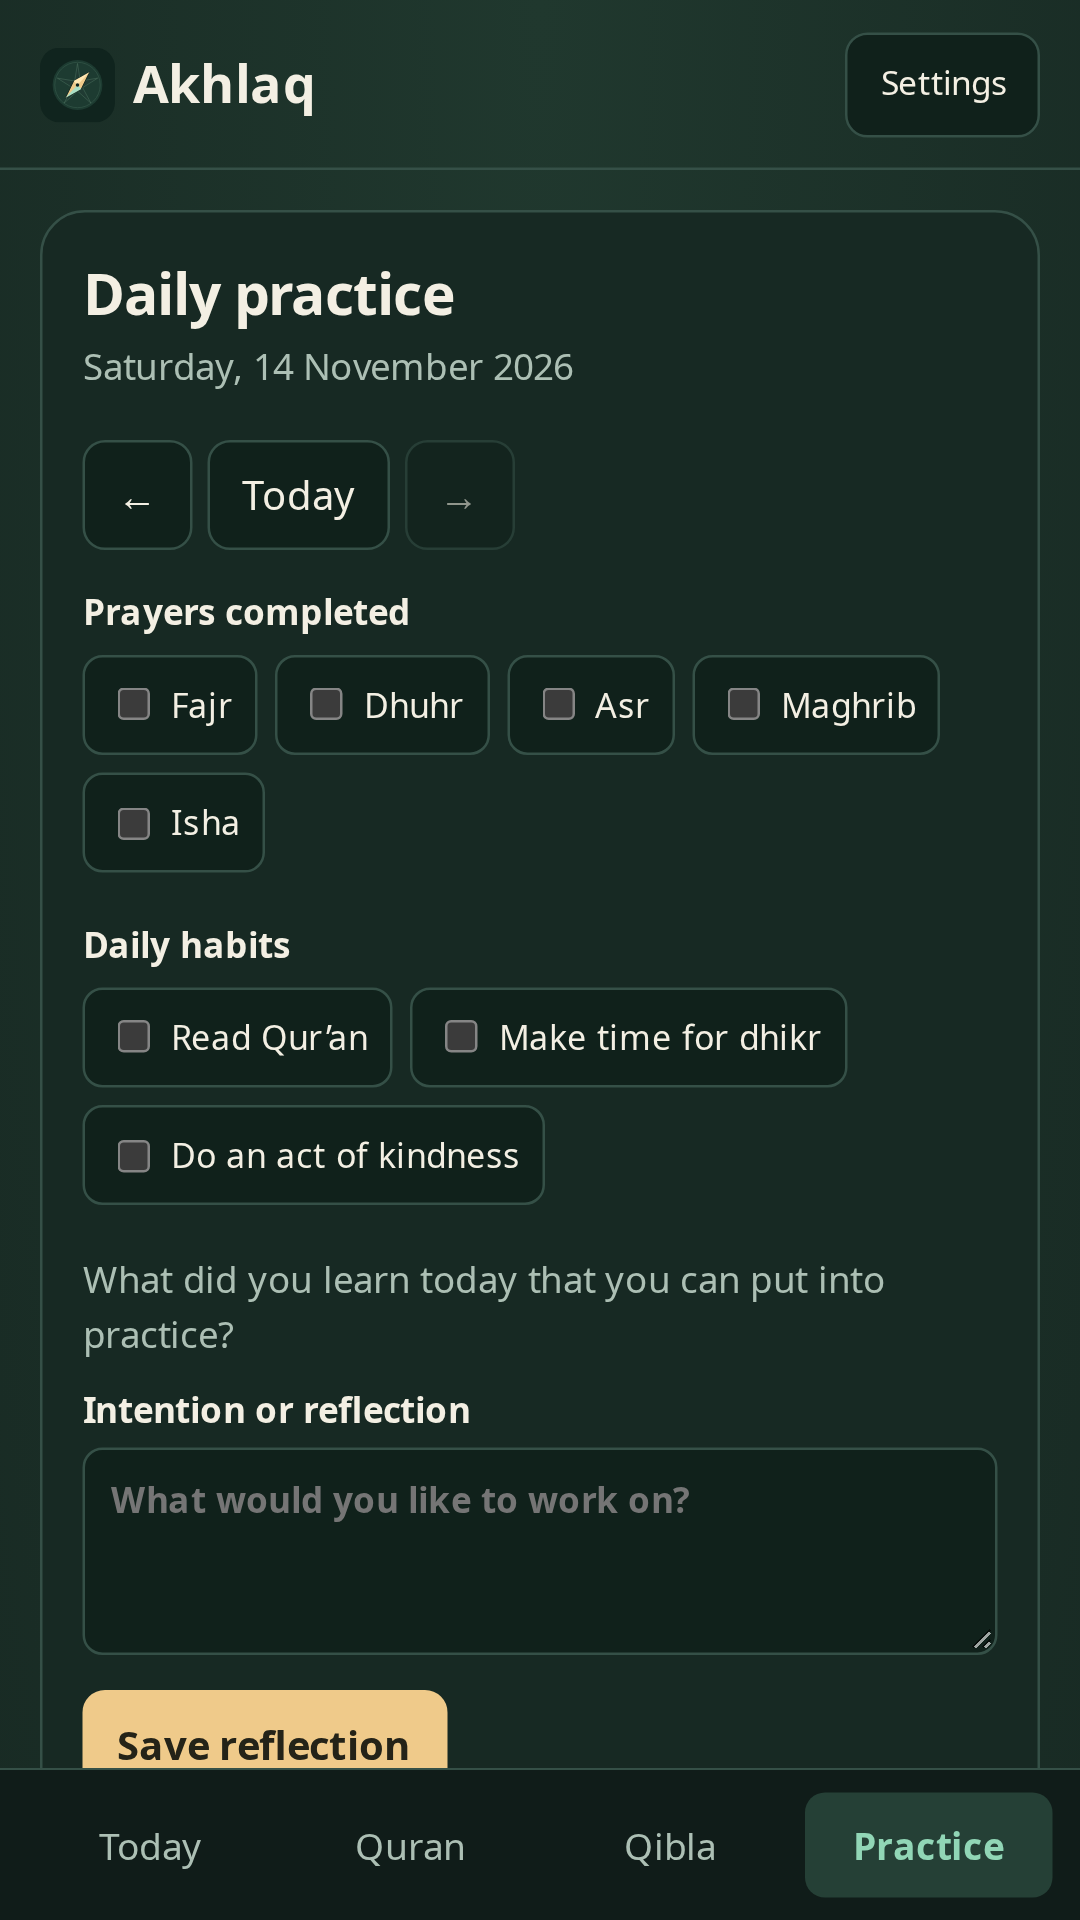 Akhlaq
Settings
Daily practice
Saturday, 14 November 2026
← Today →
Prayers completed
Fajr Dhuhr Asr Maghrib
Isha
Daily habits
Read Qur’an Make time for dhikr
Do an act of kindness
What did you learn today that you can put into
practice?
Intention or reflection
What would you like to work on?
Save reflection
Today Quran Qibla Practice